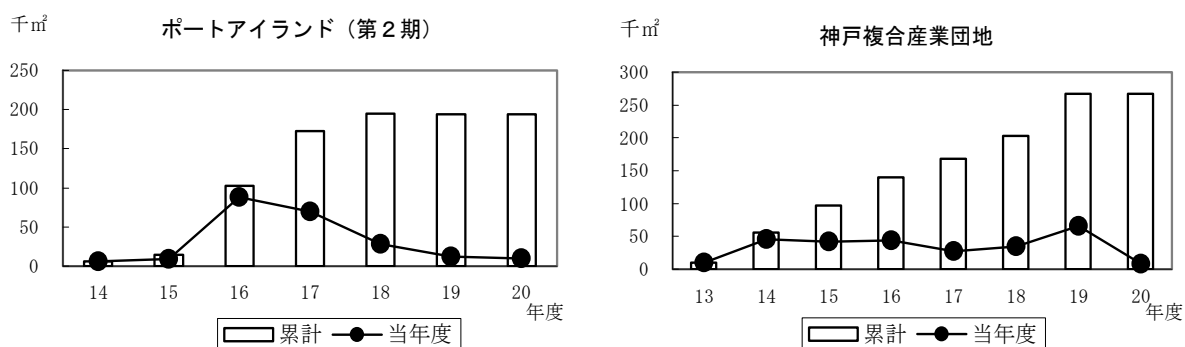 千㎡
ポートアイランド（第２期）
250
200
150
100
50
0
14 15 16 17 18 19 20
年度
累計 当年度
千㎡
神戸複合産業団地
300
250
200
150
100
50
0
13 14 15 16 17 18 19 20
年度
累計 当年度